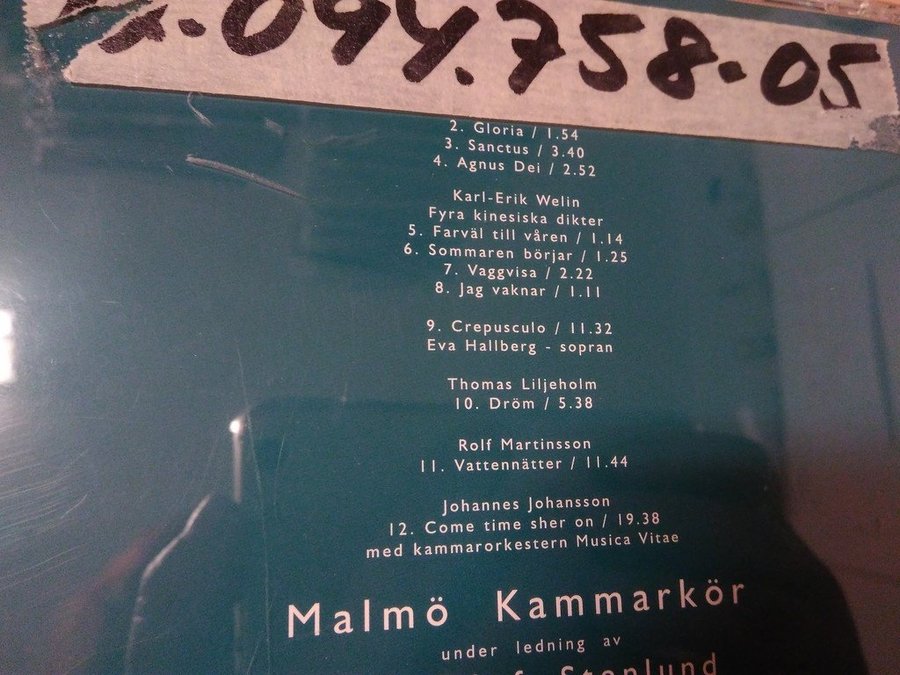 .094.758-05
2. Gloria / 1.54
3. Sanctus / 3.40
4. Agnus Dei / 2.52
Karl-Erik Welin
Fyra kinesiska dikter
5. Farväl till våren / 1.14
6. Sommaren börjar / 1.25
7. Vaggvisa / 2.22
8. Jag vaknar / 1.11
9. Crepusculo / 11.32
Eva Hallberg - sopran
Thomas Liljeholm
10. Dröm / 5.38
Rolf Martinsson
11. Vattennätter / 11.44
Johannes Johansson
12. Come time sher on / 19.38
med kammarorkestern Musica Vitae
Malmö Kammarkör
under ledning av
Stenlund